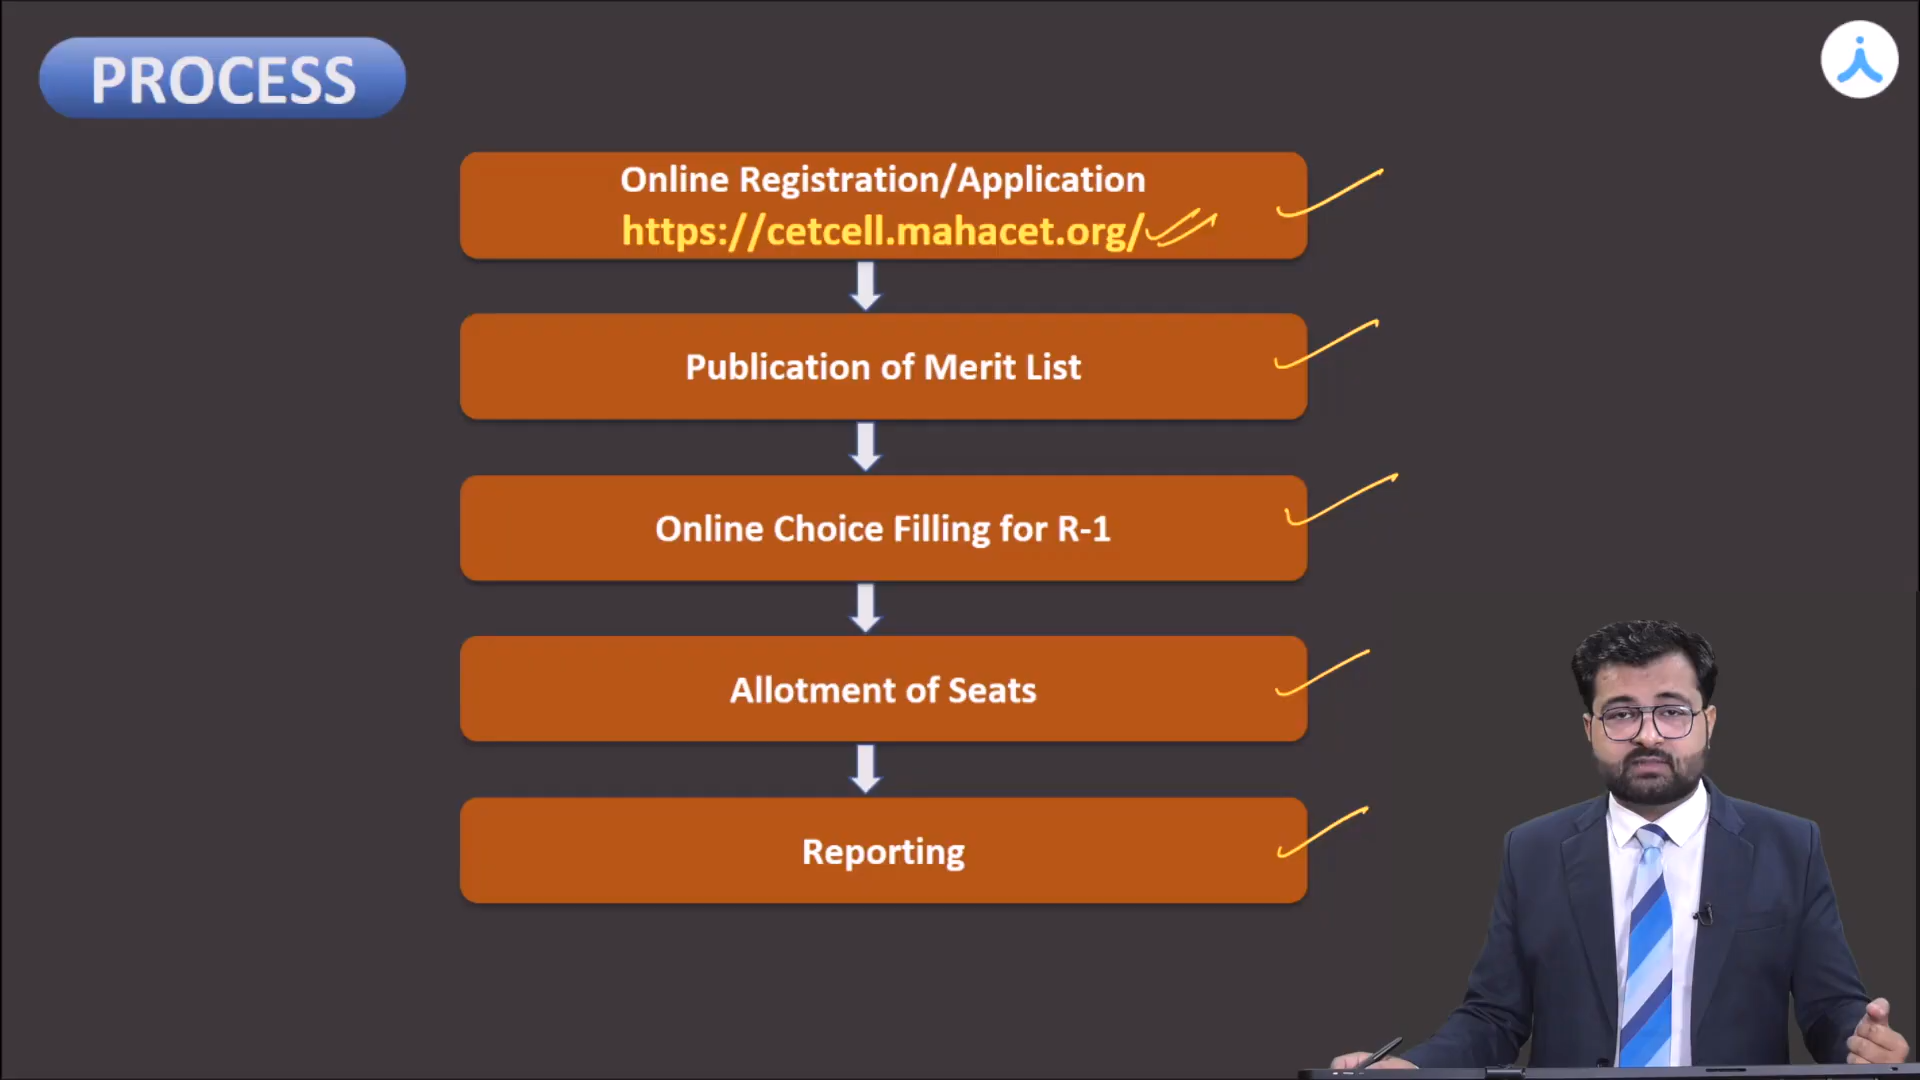 PROCESS
Online Registration/Application
https://cetcell.mahacet.org/
Publication of Merit List
Online Choice Filling for R-1
Allotment of Seats
Reporting